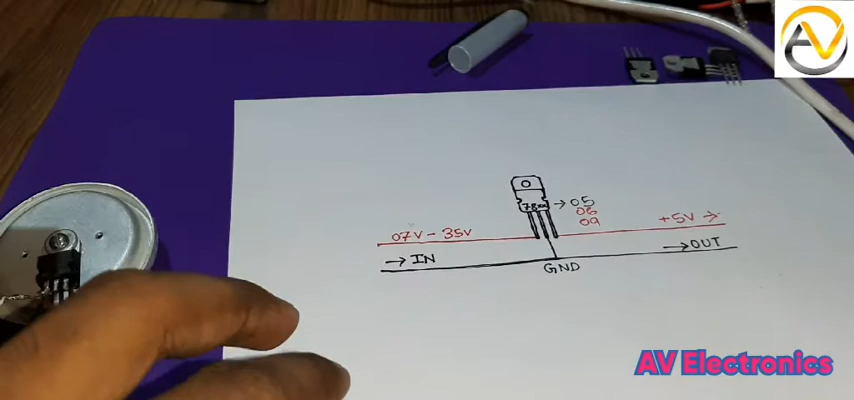 AV
78xx
→05
06
09
07V - 35V
+5V →
→ IN
→OUT
GND
AV Electronics